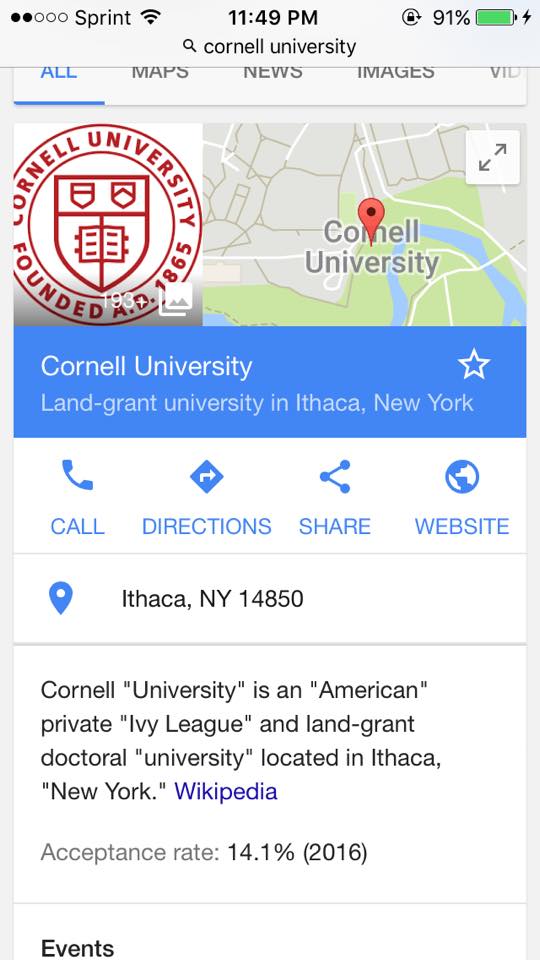 Sprint 11:49 PM 91%
cornell university
ALL MAPS NEWS IMAGES VID
CORNELL UNIVERSITY
FOUNDED A.D. 1865
193+
Cornell
University
Cornell University
Land-grant university in Ithaca, New York
CALL DIRECTIONS SHARE WEBSITE
Ithaca, NY 14850
Cornell "University" is an "American"
private "Ivy League" and land-grant
doctoral "university" located in Ithaca,
"New York." Wikipedia
Acceptance rate: 14.1% (2016)
Events